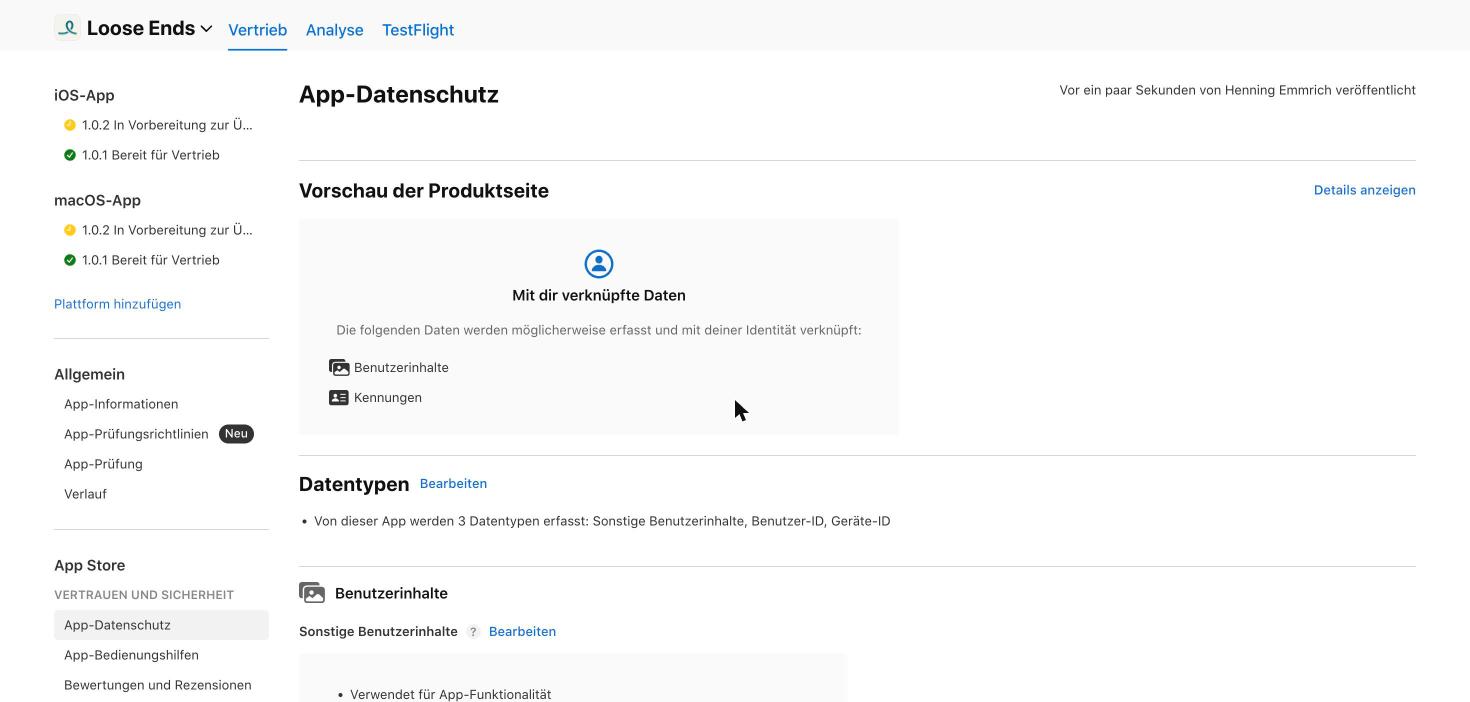 Loose Ends
Vertrieb
Analyse
TestFlight
iOS-App
1.0.2 In Vorbereitung zur Ü...
1.0.1 Bereit für Vertrieb
macOS-App
1.0.2 In Vorbereitung zur Ü...
1.0.1 Bereit für Vertrieb
Plattform hinzufügen
Allgemein
App-Informationen
App-Prüfungsrichtlinien Neu
App-Prüfung
Verlauf
App Store
VERTRAUEN UND SICHERHEIT
App-Datenschutz
App-Bedienungshilfen
Bewertungen und Rezensionen
App-Datenschutz
Vor ein paar Sekunden von Henning Emmrich veröffentlicht
Vorschau der Produktseite
Details anzeigen
Mit dir verknüpfte Daten
Die folgenden Daten werden möglicherweise erfasst und mit deiner Identität verknüpft:
Benutzerinhalte
Kennungen
Datentypen Bearbeiten
• Von dieser App werden 3 Datentypen erfasst: Sonstige Benutzerinhalte, Benutzer-ID, Geräte-ID
Benutzerinhalte
Sonstige Benutzerinhalte ? Bearbeiten
• Verwendet für App-Funktionalität